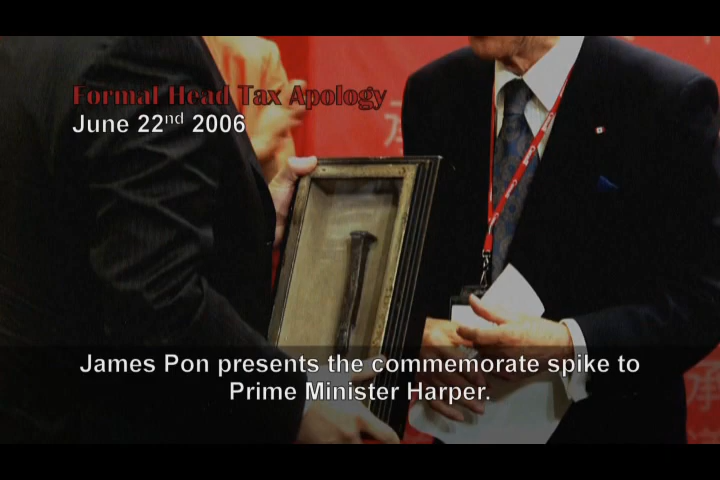 Formal Head Tax Apology
June 22nd 2006
James Pon presents the commemorate spike to
Prime Minister Harper.